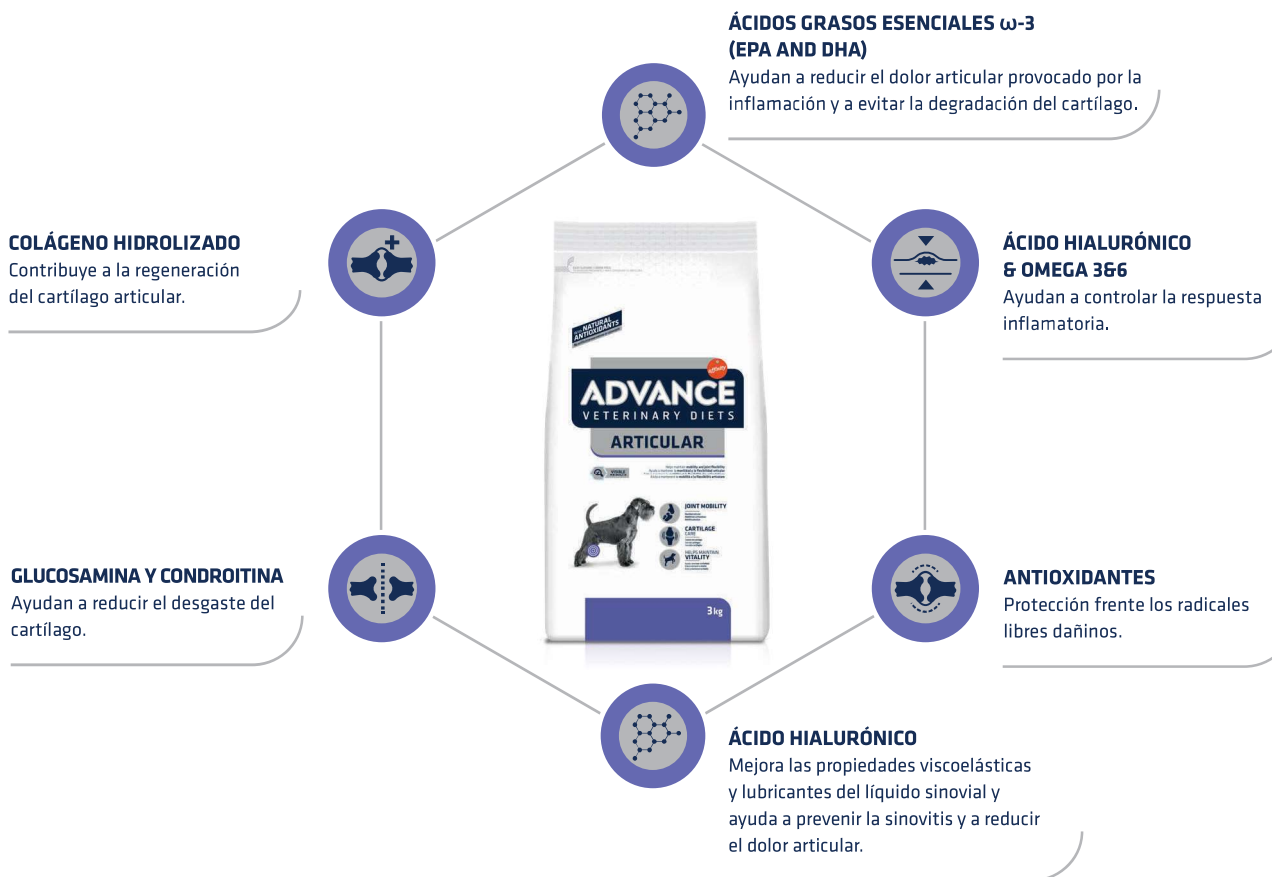 ÁCIDOS GRASOS ESENCIALES ω-3
(EPA AND DHA)
Ayudan a reducir el dolor articular provocado por la
inflamación y a evitar la degradación del cartílago.
COLÁGENO HIDROLIZADO
Contribuye a la regeneración
del cartílago articular.
ÁCIDO HIALURÓNICO
& OMEGA 3&6
Ayudan a controlar la respuesta
inflamatoria.
NATURAL
ANTIOXIDANTS
affinity
ADVANCE
VETERINARY DIETS
ARTICULAR
JOINT MOBILITY
CARTILAGE
CARE
HELPS MAINTAIN
VITALITY
3kg
GLUCOSAMINA Y CONDROITINA
Ayudan a reducir el desgaste del
cartílago.
ANTIOXIDANTES
Protección frente los radicales
libres dañinos.
ÁCIDO HIALURÓNICO
Mejora las propiedades viscoelásticas
y lubricantes del líquido sinovial y
ayuda a prevenir la sinovitis y a reducir
el dolor articular.